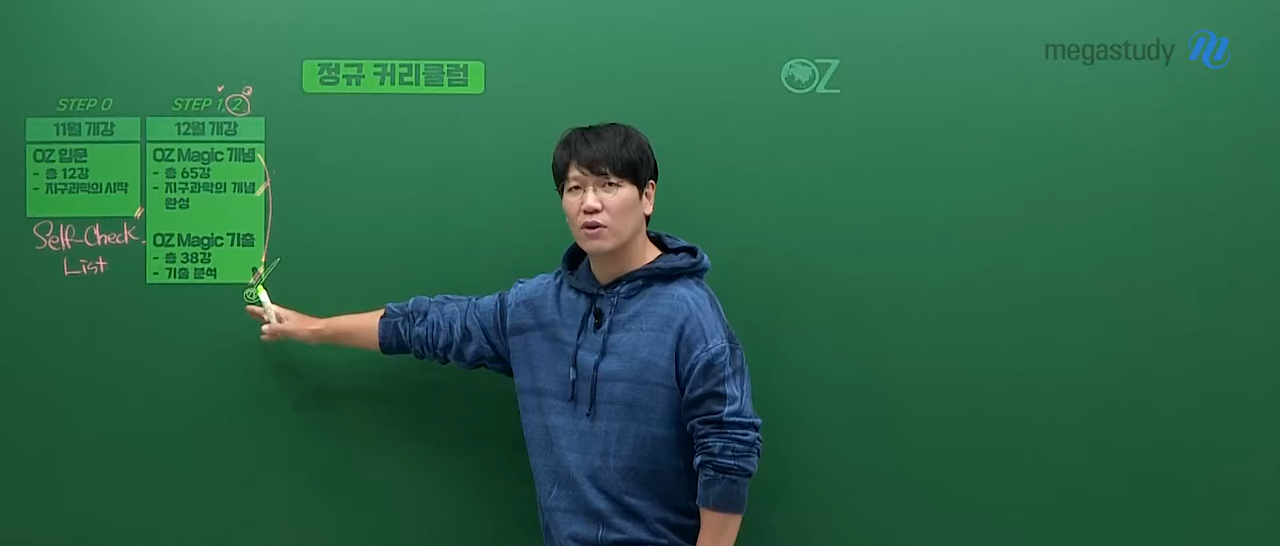 megastudy
정규 커리큘럼
OZ
STEP 0
11월 개강
OZ 입문
- 총 12강
- 지구과학의 시작
Self-Check
List
STEP 1, 2
12월 개강
OZ Magic 개념
- 총 65강
- 지구과학의 개념
완성
OZ Magic 기출
- 총 38강
- 기출 분석